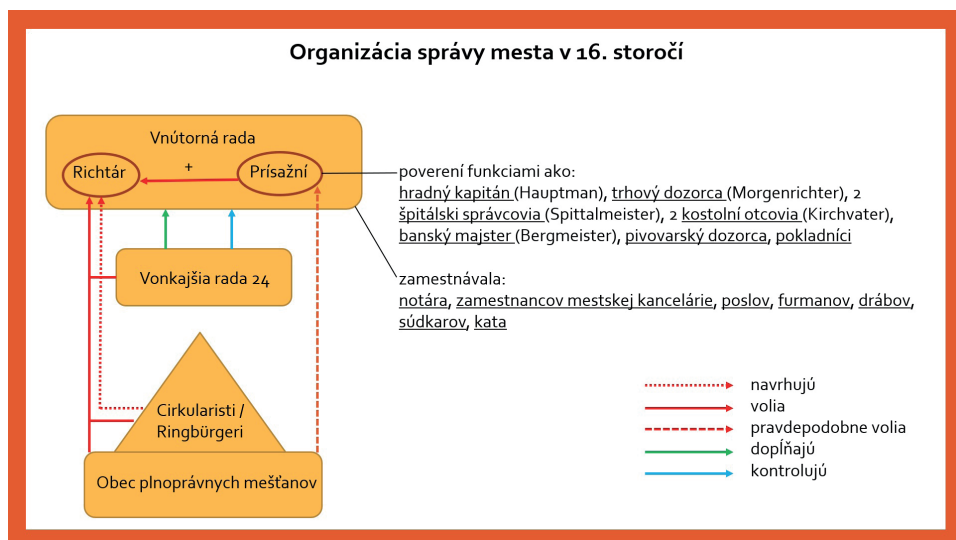 Organizácia správy mesta v 16. storočí
Vnútorná rada
Richtár
+
Prísažní
poverení funkciami ako:
hradný kapitán (Hauptman), trhový dozorca (Morgenrichter), 2
špitálski správcovia (Spittalmeister), 2 kostolní otcovia (Kirchvater),
banský majster (Bergmeister), pivovarský dozorca, pokladníci
Vonkajšia rada 24
zamestnávala:
notára, zamestnancov mestskej kancelárie, poslov, furmanov, drábov,
súdkarov, kata
Cirkularisti /
Ringbürgeri
Obec plnoprávnych mešťanov
navrhujú
volia
pravdepodobne volia
dopĺňajú
kontrolujú